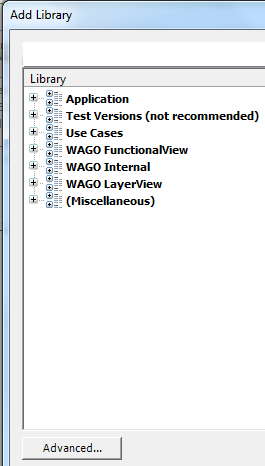 Add Library
Library
Application
Test Versions (not recommended)
Use Cases
WAGO FunctionalView
WAGO Internal
WAGO LayerView
(Miscellaneous)
Advanced...